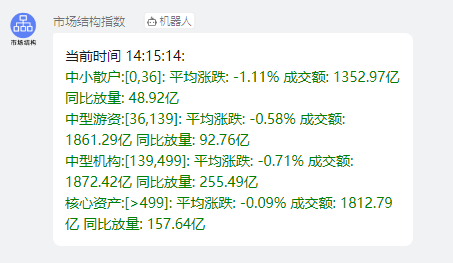 市场结构指数 机器人
市场结构
当前时间 14:15:14:
中小散户:[0,36]: 平均涨跌: -1.11% 成交额: 1352.97亿
同比放量: 48.92亿
中型游资:[36,139]: 平均涨跌: -0.58% 成交额:
1861.29亿 同比放量: 92.76亿
中型机构:[139,499]: 平均涨跌: -0.71% 成交额:
1872.42亿 同比放量: 255.49亿
核心资产:[>499]: 平均涨跌: -0.09% 成交额: 1812.79
亿 同比放量: 157.64亿